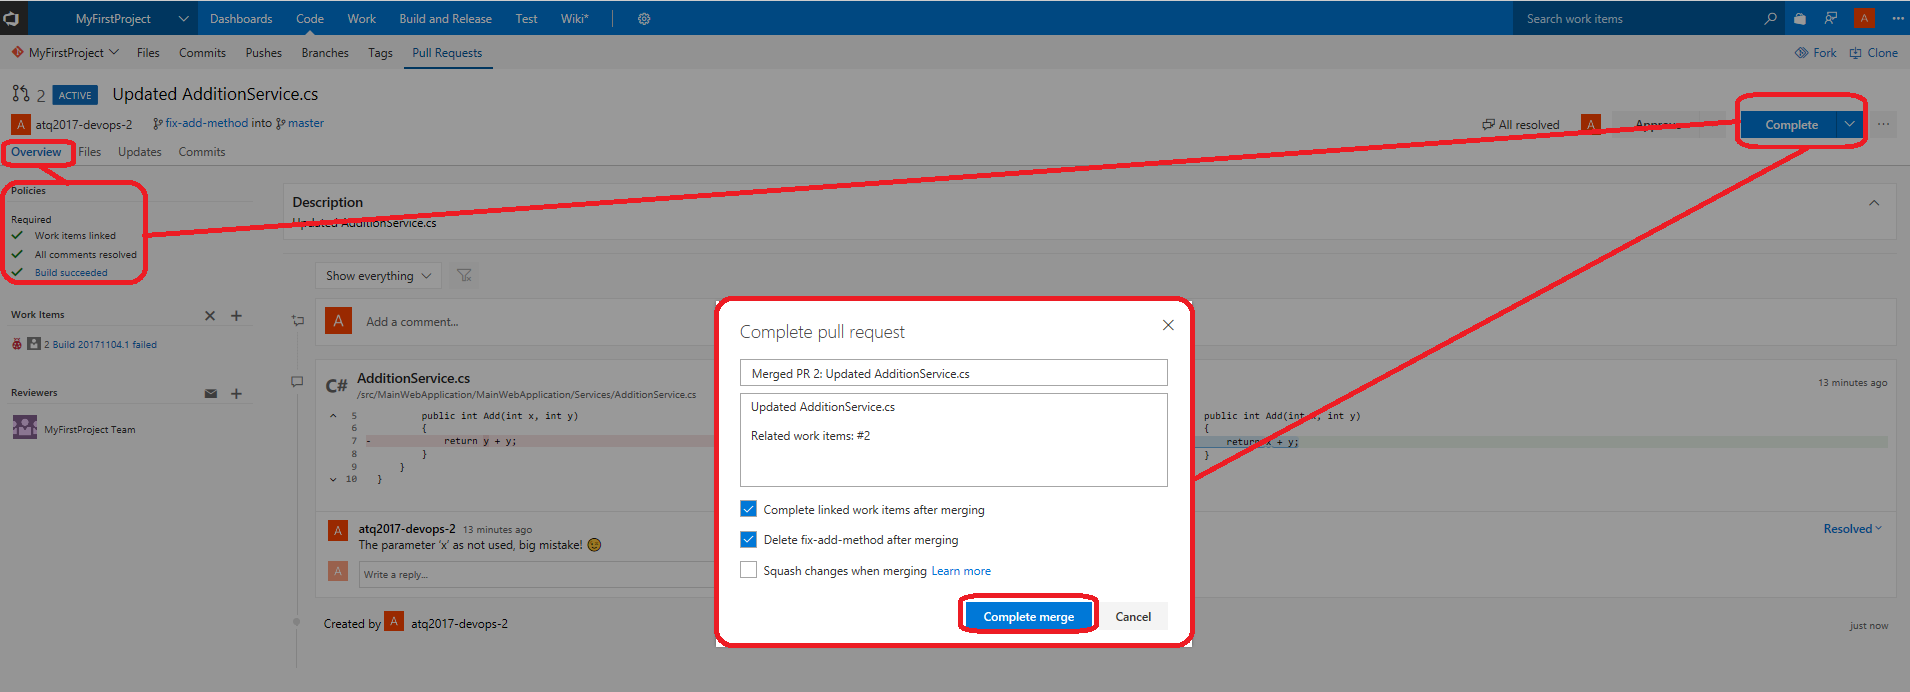 MyFirstProject Dashboards Code Work Build and Release Test Wiki* Search work items A
MyFirstProject Files Commits Pushes Branches Tags Pull Requests Fork Clone
2 ACTIVE Updated AdditionService.cs
A atq2017-devops-2 fix-add-method into master All resolved A Approve Complete
Overview Files Updates Commits
Policies
Required
Work items linked
All comments resolved
Build succeeded
Work Items
2 Build 20171104.1 failed
Reviewers
MyFirstProject Team
Description
Updated AdditionService.cs
Show everything
A Add a comment...
C# AdditionService.cs 13 minutes ago
/src/MainWebApplication/MainWebApplication/Services/AdditionService.cs
5 public int Add(int x, int y) public int Add(int x, int y)
6 { {
7 - return y + y; return x + y;
8 } }
9 }
10 }
A atq2017-devops-2 13 minutes ago Resolved
The parameter 'x' as not used, big mistake! 😉
A Write a reply...
Created by A atq2017-devops-2 just now
Complete pull request
Merged PR 2: Updated AdditionService.cs
Updated AdditionService.cs
Related work items: #2
Complete linked work items after merging
Delete fix-add-method after merging
Squash changes when merging Learn more
Complete merge Cancel